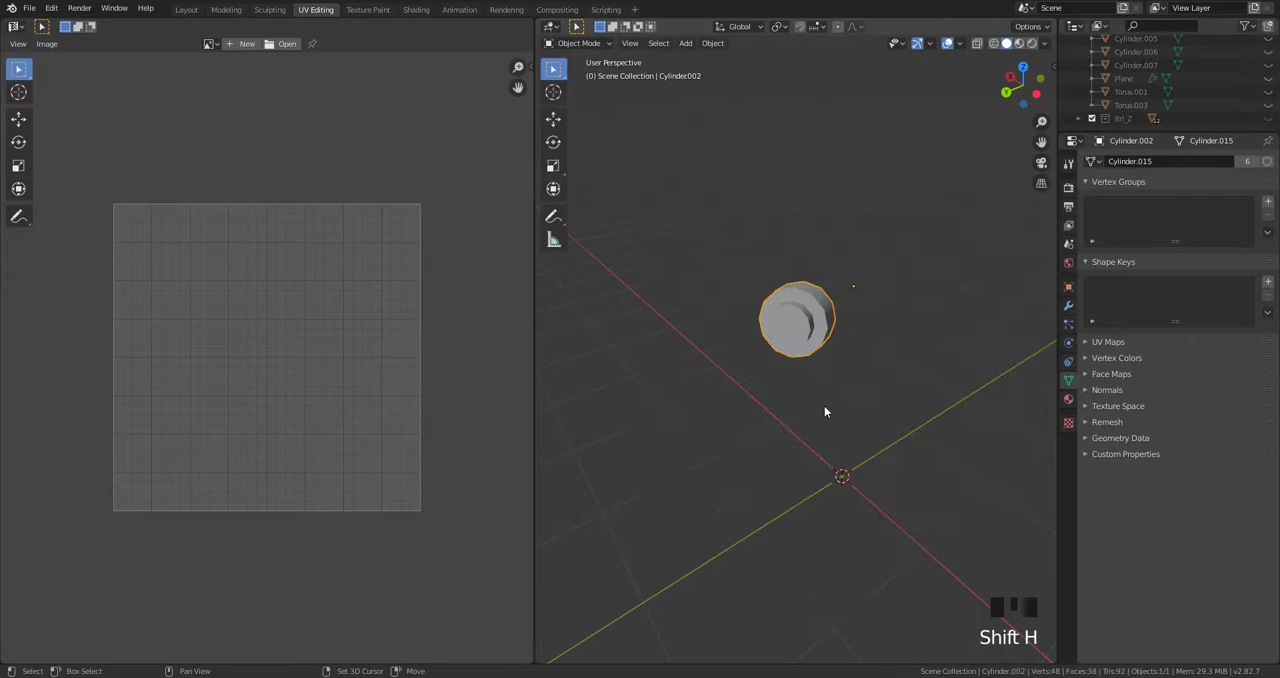 File Edit Render Window Help
Layout Modeling Sculpting UV Editing Texture Paint Shading Animation Rendering Compositing Scripting
Scene
View Layer
Global
Options
View Image
New
Open
Object Mode
View Select Add Object
User Perspective
(0) Scene Collection | Cylinder.002
Z
Y
X
Cylinder.005
Cylinder.006
Cylinder.007
Plane
Torus.001
Torus.003
Brl_Z
12
Cylinder.002
Cylinder.015
Cylinder.015
6
Vertex Groups
Shape Keys
UV Maps
Vertex Colors
Face Maps
Normals
Texture Space
Remesh
Geometry Data
Custom Properties
Shift H
Select
Box Select
Pan View
Set 3D Cursor
Move
Scene Collection | Cylinder.002 | Verts:48 | Faces:38 | Tris:92 | Objects:1/1 | Mem: 29.3 MiB | v2.82.7